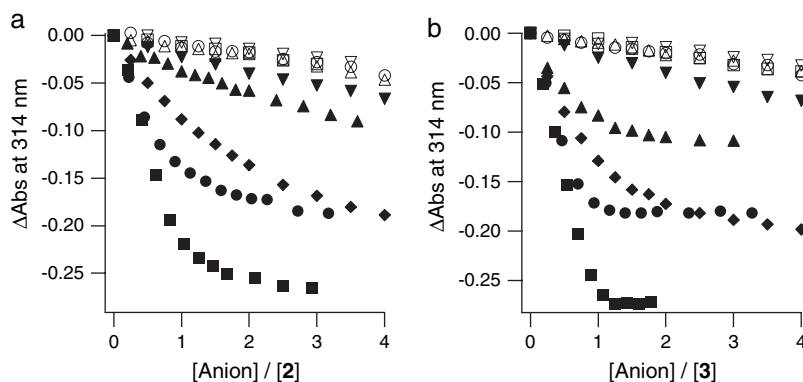 a
0.00
-0.05
-0.10
-0.15
-0.20
-0.25
ΔAbs at 314 nm
0 1 2 3 4
[Anion] / [2]
b
0.00
-0.05
-0.10
-0.15
-0.20
-0.25
ΔAbs at 314 nm
0 1 2 3 4
[Anion] / [3]